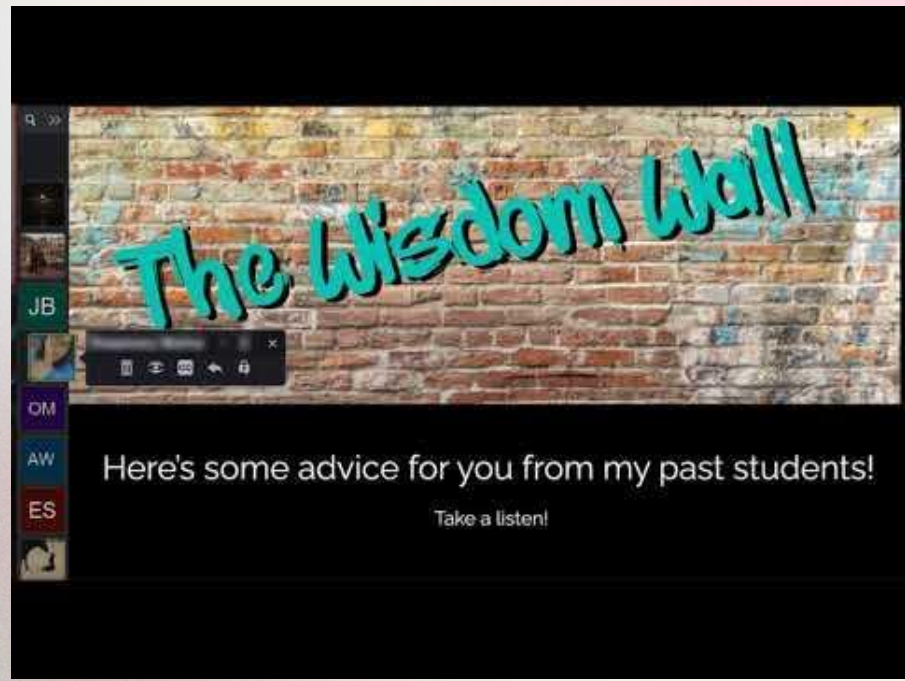 The Wisdom Wall
JB
OM
AW
ES
Here's some advice for you from my past students!
Take a listen!